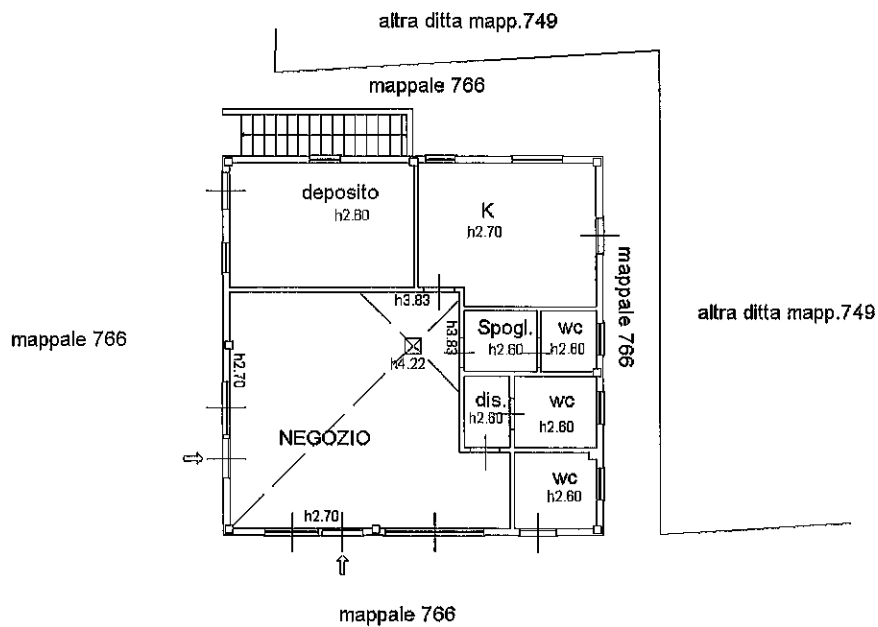 altra ditta mapp.749
mappale 766
deposito
h2.60
K
h2.70
mappale 766
altra ditta mapp.749
mappale 766
h3.83
h3.83
Spogl.
h2.60
wc
h2.60
h4.22
h2.70
dis.
h2.60
wc
h2.60
NEGOZIO
wc
h2.60
h2.70
mappale 766